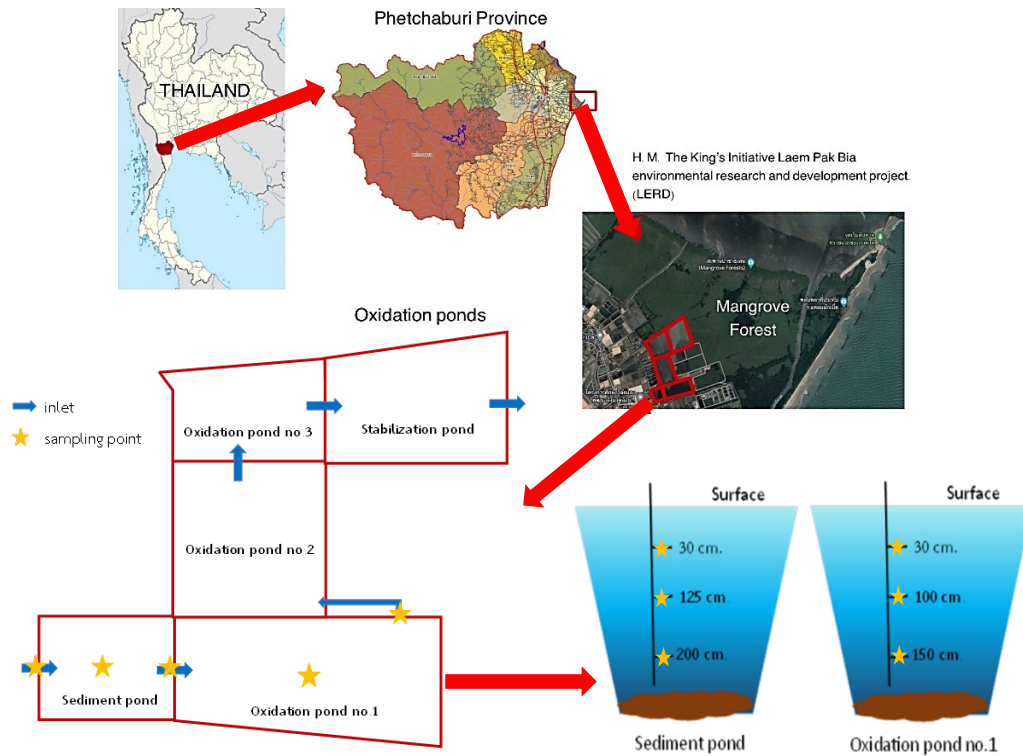 Phetchaburi Province
THAILAND
H. M. The King's Initiative Laem Pak Bia
environmental research and development project.
(LERD)
(Mangrove Forests)
Mangrove
Forest
Oxidation ponds
inlet
sampling point
Oxidation pond no.3
Stabilization pond
Oxidation pond no.2
Sediment pond
Oxidation pond no.1
Surface
30 cm.
125 cm.
200 cm.
Sediment pond
Surface
30 cm.
100 cm.
150 cm.
Oxidation pond no.1